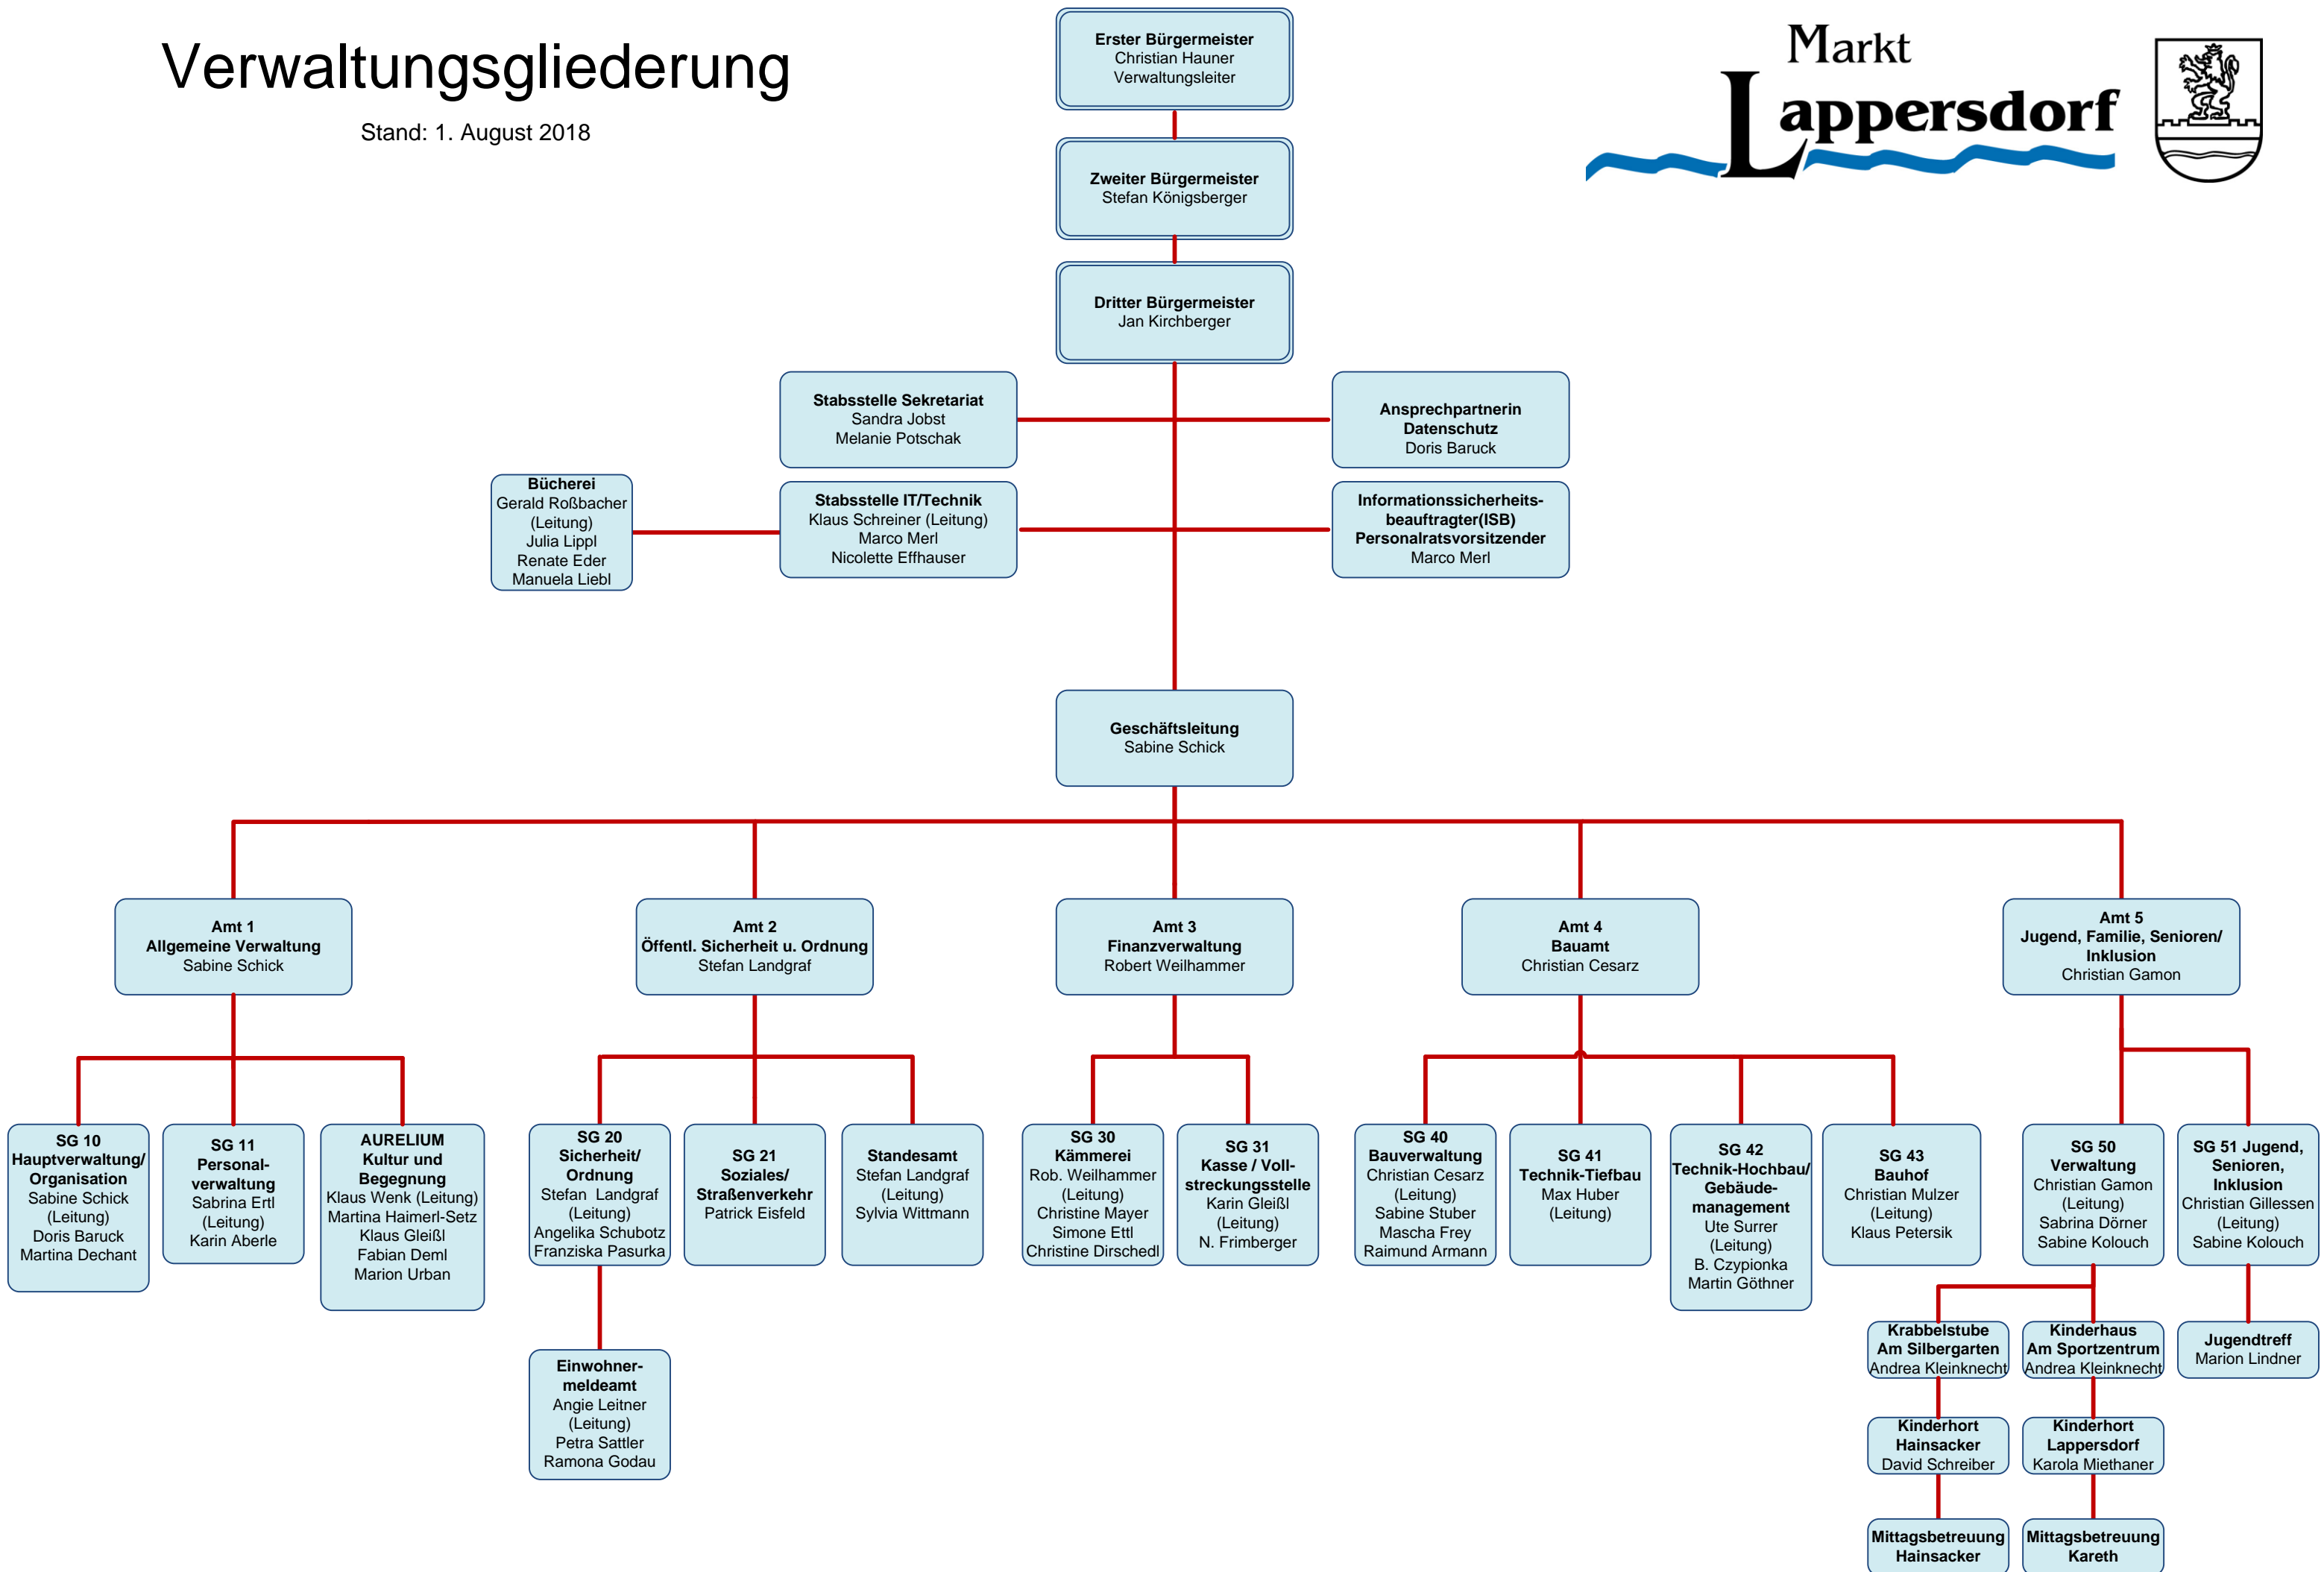 Verwaltungsgliederung
Stand: 1. August 2018
Markt
Lappersdorf
Erster Bürgermeister
Christian Hauner
Verwaltungsleiter
Zweiter Bürgermeister
Stefan Königsberger
Dritter Bürgermeister
Jan Kirchberger
Stabsstelle Sekretariat
Sandra Jobst
Melanie Potschak
Ansprechpartnerin
Datenschutz
Doris Baruck
Bücherei
Gerald Roßbacher
(Leitung)
Julia Lippl
Renate Eder
Manuela Liebl
Stabsstelle IT/Technik
Klaus Schreiner (Leitung)
Marco Merl
Nicolette Effhauser
Informationssicherheits-
beauftragter(ISB)
Personalratsvorsitzender
Marco Merl
Geschäftsleitung
Sabine Schick
Amt 1
Allgemeine Verwaltung
Sabine Schick
Amt 2
Öffentl. Sicherheit u. Ordnung
Stefan Landgraf
Amt 3
Finanzverwaltung
Robert Weilhammer
Amt 4
Bauamt
Christian Cesarz
Amt 5
Jugend, Familie, Senioren/
Inklusion
Christian Gamon
SG 10
Hauptverwaltung/
Organisation
Sabine Schick
(Leitung)
Doris Baruck
Martina Dechant
SG 11
Personal-
verwaltung
Sabrina Ertl
(Leitung)
Karin Aberle
AURELIUM
Kultur und
Begegnung
Klaus Wenk (Leitung)
Martina Haimerl-Setz
Klaus Gleißl
Fabian Deml
Marion Urban
SG 20
Sicherheit/
Ordnung
Stefan Landgraf
(Leitung)
Angelika Schubotz
Franziska Pasurka
SG 21
Soziales/
Straßenverkehr
Patrick Eisfeld
Standesamt
Stefan Landgraf
(Leitung)
Sylvia Wittmann
SG 30
Kämmerei
Rob. Weilhammer
(Leitung)
Christine Mayer
Simone Ettl
Christine Dirschedl
SG 31
Kasse / Voll-
streckungsstelle
Karin Gleißl
(Leitung)
N. Frimberger
SG 40
Bauverwaltung
Christian Cesarz
(Leitung)
Sabine Stuber
Mascha Frey
Raimund Armann
SG 41
Technik-Tiefbau
Max Huber
(Leitung)
SG 42
Technik-Hochbau/
Gebäude-
management
Ute Surrer
(Leitung)
B. Czypionka
Martin Göthner
SG 43
Bauhof
Christian Mulzer
(Leitung)
Klaus Petersik
SG 50
Verwaltung
Christian Gamon
(Leitung)
Sabrina Dörner
Sabine Kolouch
SG 51 Jugend,
Senioren,
Inklusion
Christian Gillessen
(Leitung)
Sabine Kolouch
Einwohner-
meldeamt
Angie Leitner
(Leitung)
Petra Sattler
Ramona Godau
Krabbelstube
Am Silbergarten
Andrea Kleinknecht
Kinderhaus
Am Sportzentrum
Andrea Kleinknecht
Jugendtreff
Marion Lindner
Kinderhort
Hainsacker
David Schreiber
Kinderhort
Lappersdorf
Karola Miethaner
Mittagsbetreuung
Hainsacker
Mittagsbetreuung
Kareth